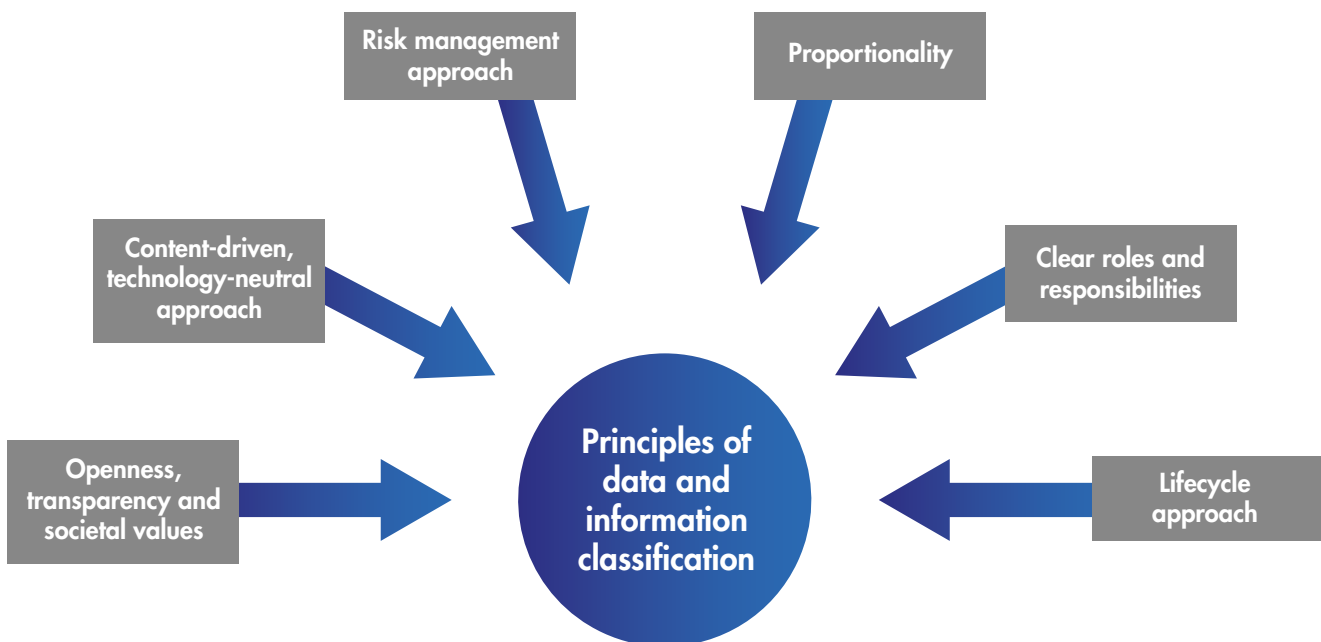 Risk management
approach
Proportionality
Content-driven,
technology-neutral
approach
Clear roles and
responsibilities
Openness,
transparency and
societal values
Principles of
data and
information
classification
Lifecycle
approach